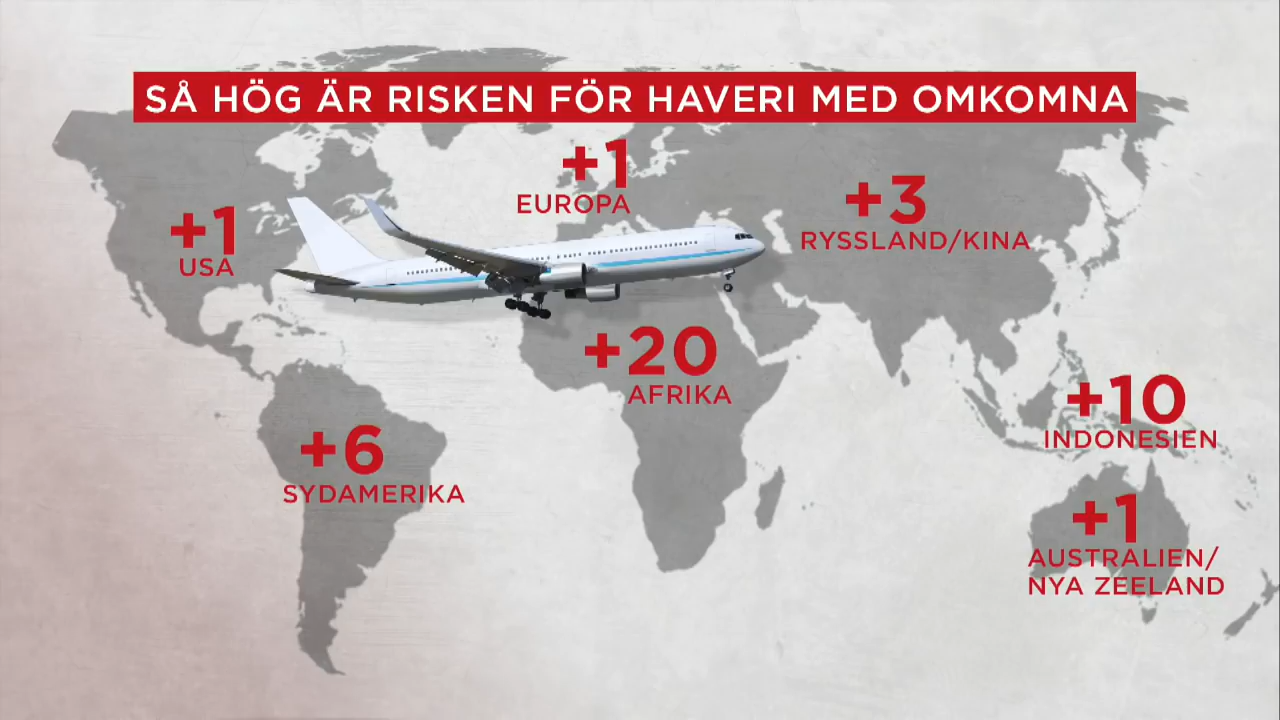 SÅ HÖG ÄR RISKEN FÖR HAVERI MED OMKOMNA
+1
EUROPA
+3
RYSSLAND/KINA
+1
USA
+20
AFRIKA
+10
INDONESIEN
+6
SYDAMERIKA
+1
AUSTRALIEN/
NYA ZEELAND